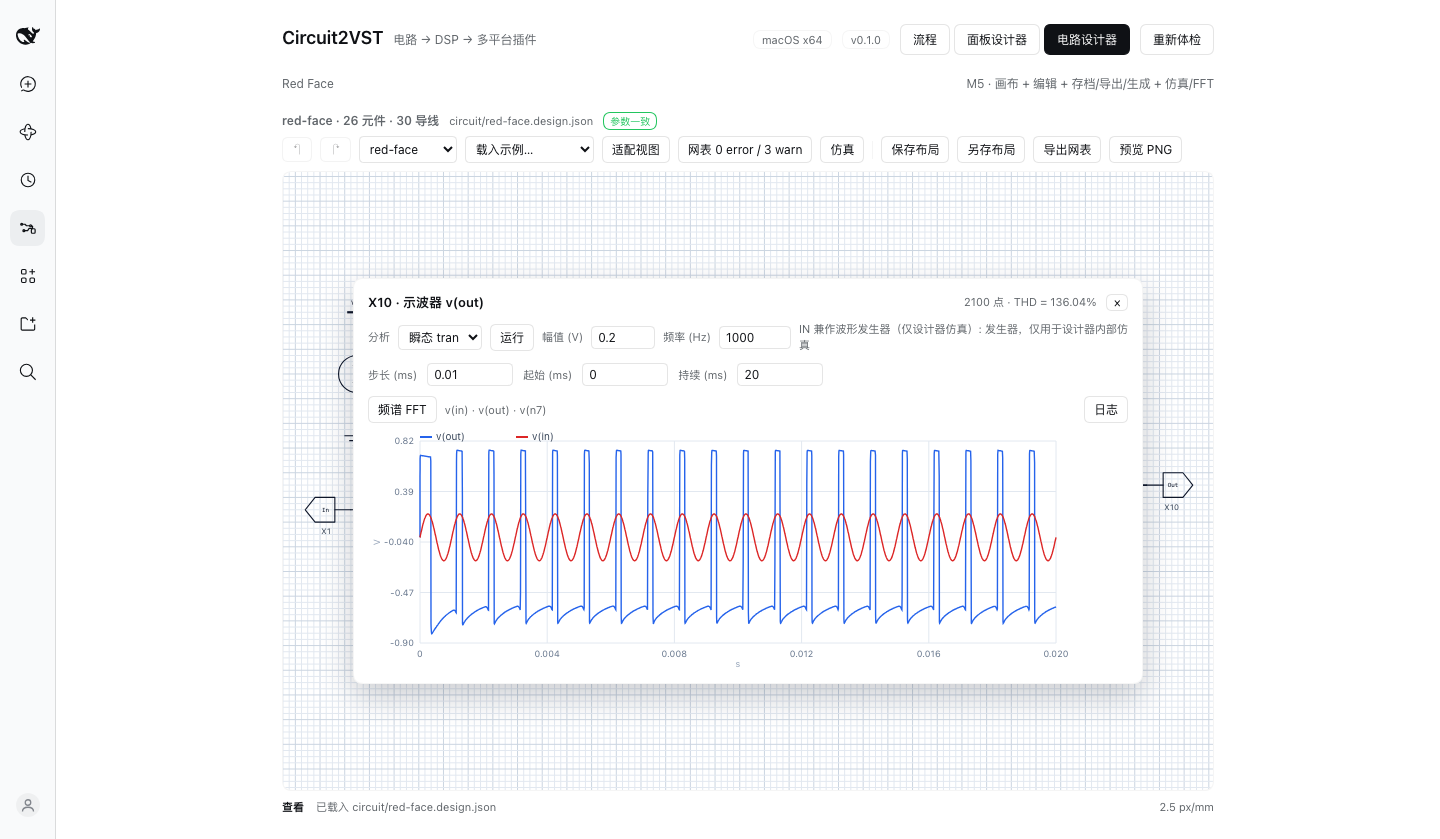 Circuit2VST 电路 → DSP → 多平台插件 macOS x64 v0.1.0 流程 面板设计器 电路设计器 重新体检
Red Face M5 · 画布 + 编辑 + 存档/导出/生成 + 仿真/FFT
red-face · 26 元件 · 30 导线 circuit/red-face.design.json 参数一致
red-face 载入示例... 适配视图 网表 0 error / 3 warn 仿真 保存布局 另存布局 导出网表 预览 PNG
X10 · 示波器 v(out) 2100 点 · THD = 136.04% x
分析 瞬态 tran 运行 幅值 (V) 0.2 频率 (Hz) 1000 IN 兼作波形发生器（仅设计器仿真）: 发生器，仅用于设计器内部仿
真
步长 (ms) 0.01 起始 (ms) 0 持续 (ms) 20
频谱 FFT v(in) · v(out) · v(n7) 日志
v(out) v(in)
0.82
0.39
V -0.040
-0.47
-0.90
0 0.004 0.008 0.012 0.016 0.020
s
In
X1
Out
X10
查看 已载入 circuit/red-face.design.json 2.5 px/mm